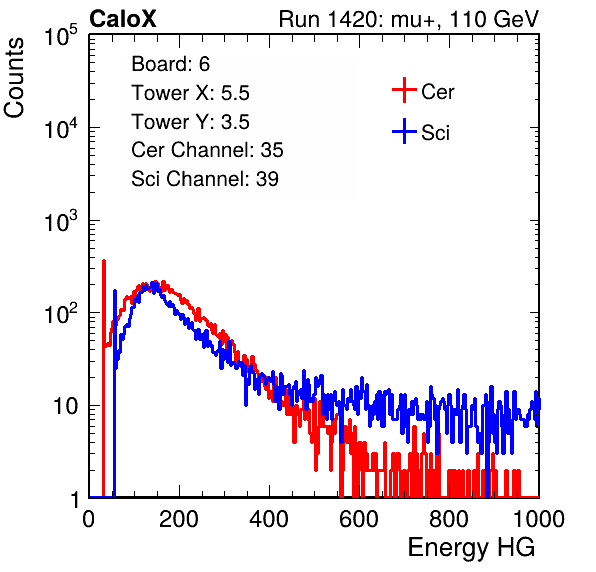 CaloX Run 1420: mu+, 110 GeV
Counts
Board: 6
Tower X: 5.5
Tower Y: 3.5
Cer Channel: 35
Sci Channel: 39
Cer
Sci
10^5
10^4
10^3
10^2
10
1
0 200 400 600 800 1000
Energy HG